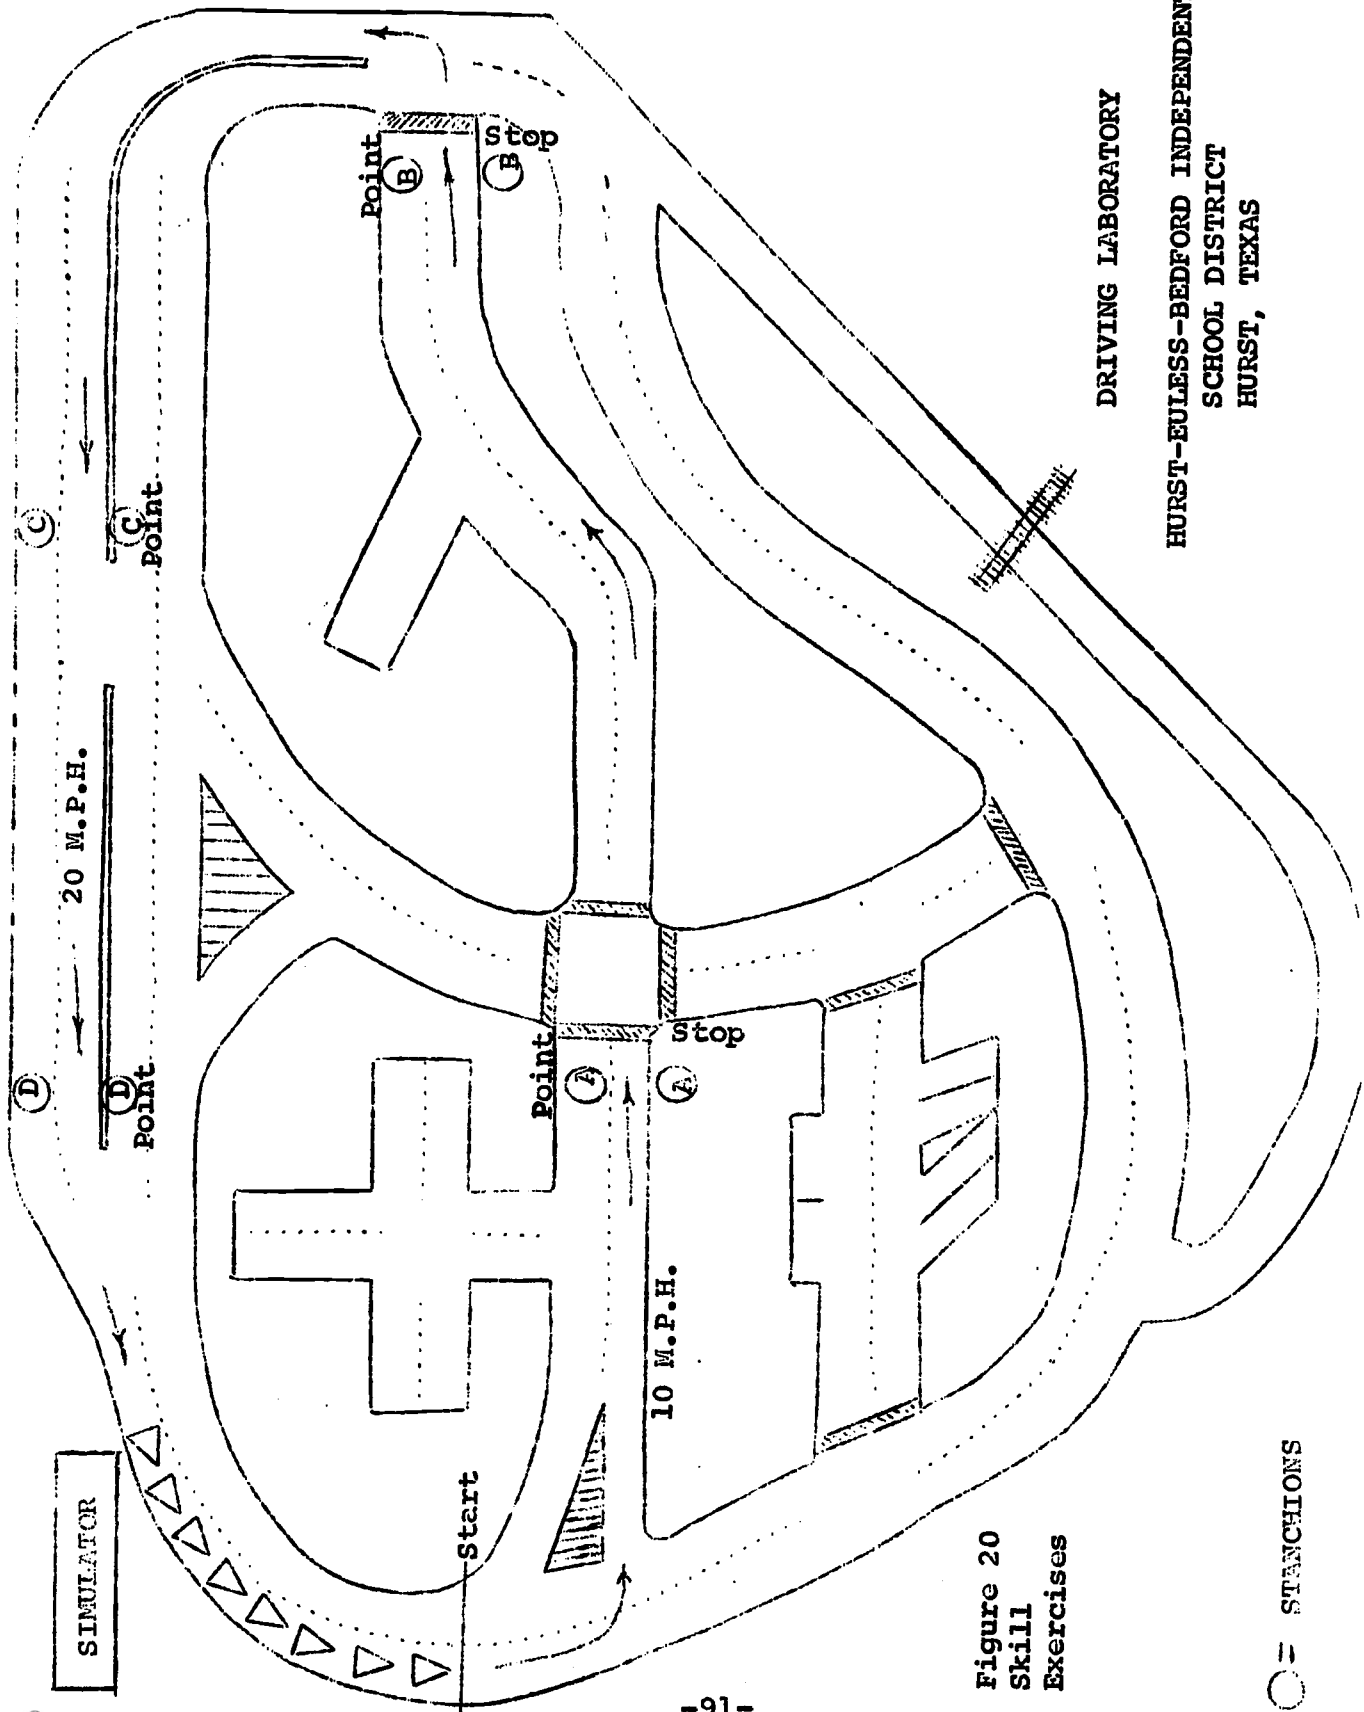 SIMULATOR
Start
Point
D
D
20 M.P.H.
Point
C
C
Point
A
A
Stop
10 M.P.H.
Point
B
B
Stop
Figure 20
Skill
Exercises
DRIVING LABORATORY
HURST-EULESS-BEDFORD INDEPENDENT
SCHOOL DISTRICT
HURST, TEXAS
= STANCHIONS
-91-